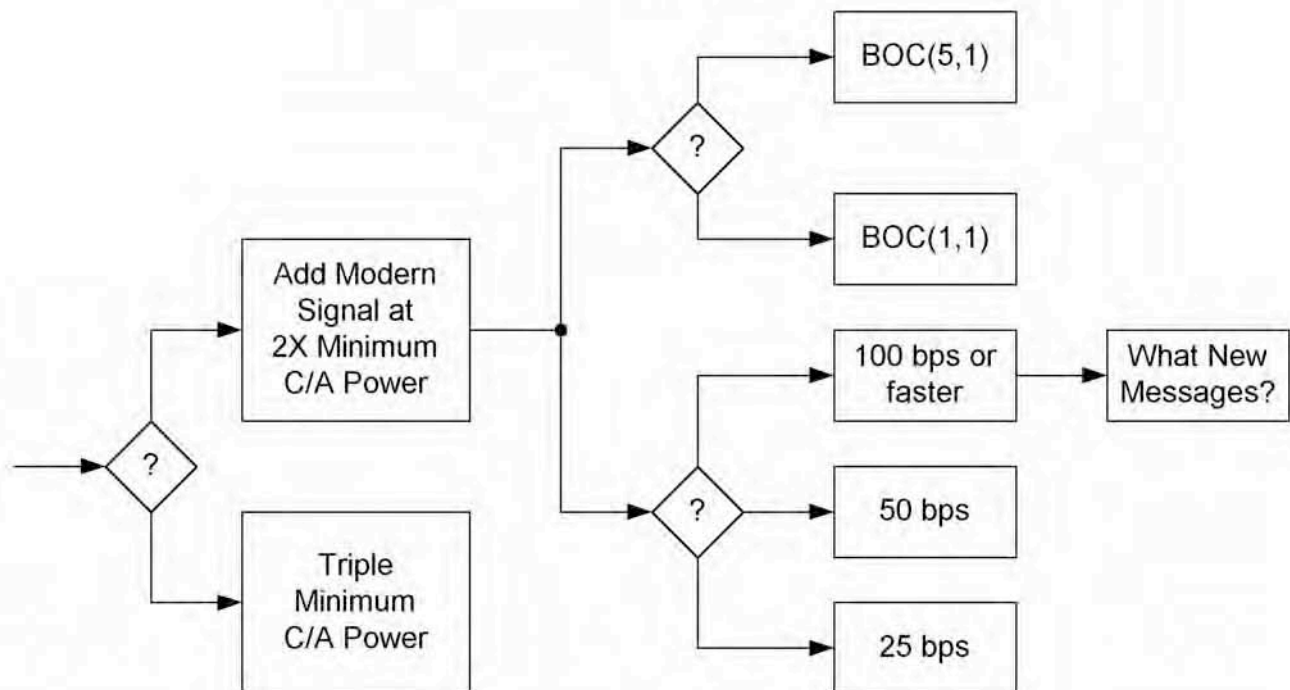 BOC(5,1)
?
BOC(1,1)
Add Modern
Signal at
2X Minimum
C/A Power
100 bps or
faster
What New
Messages?
?
?
50 bps
Triple
Minimum
C/A Power
25 bps